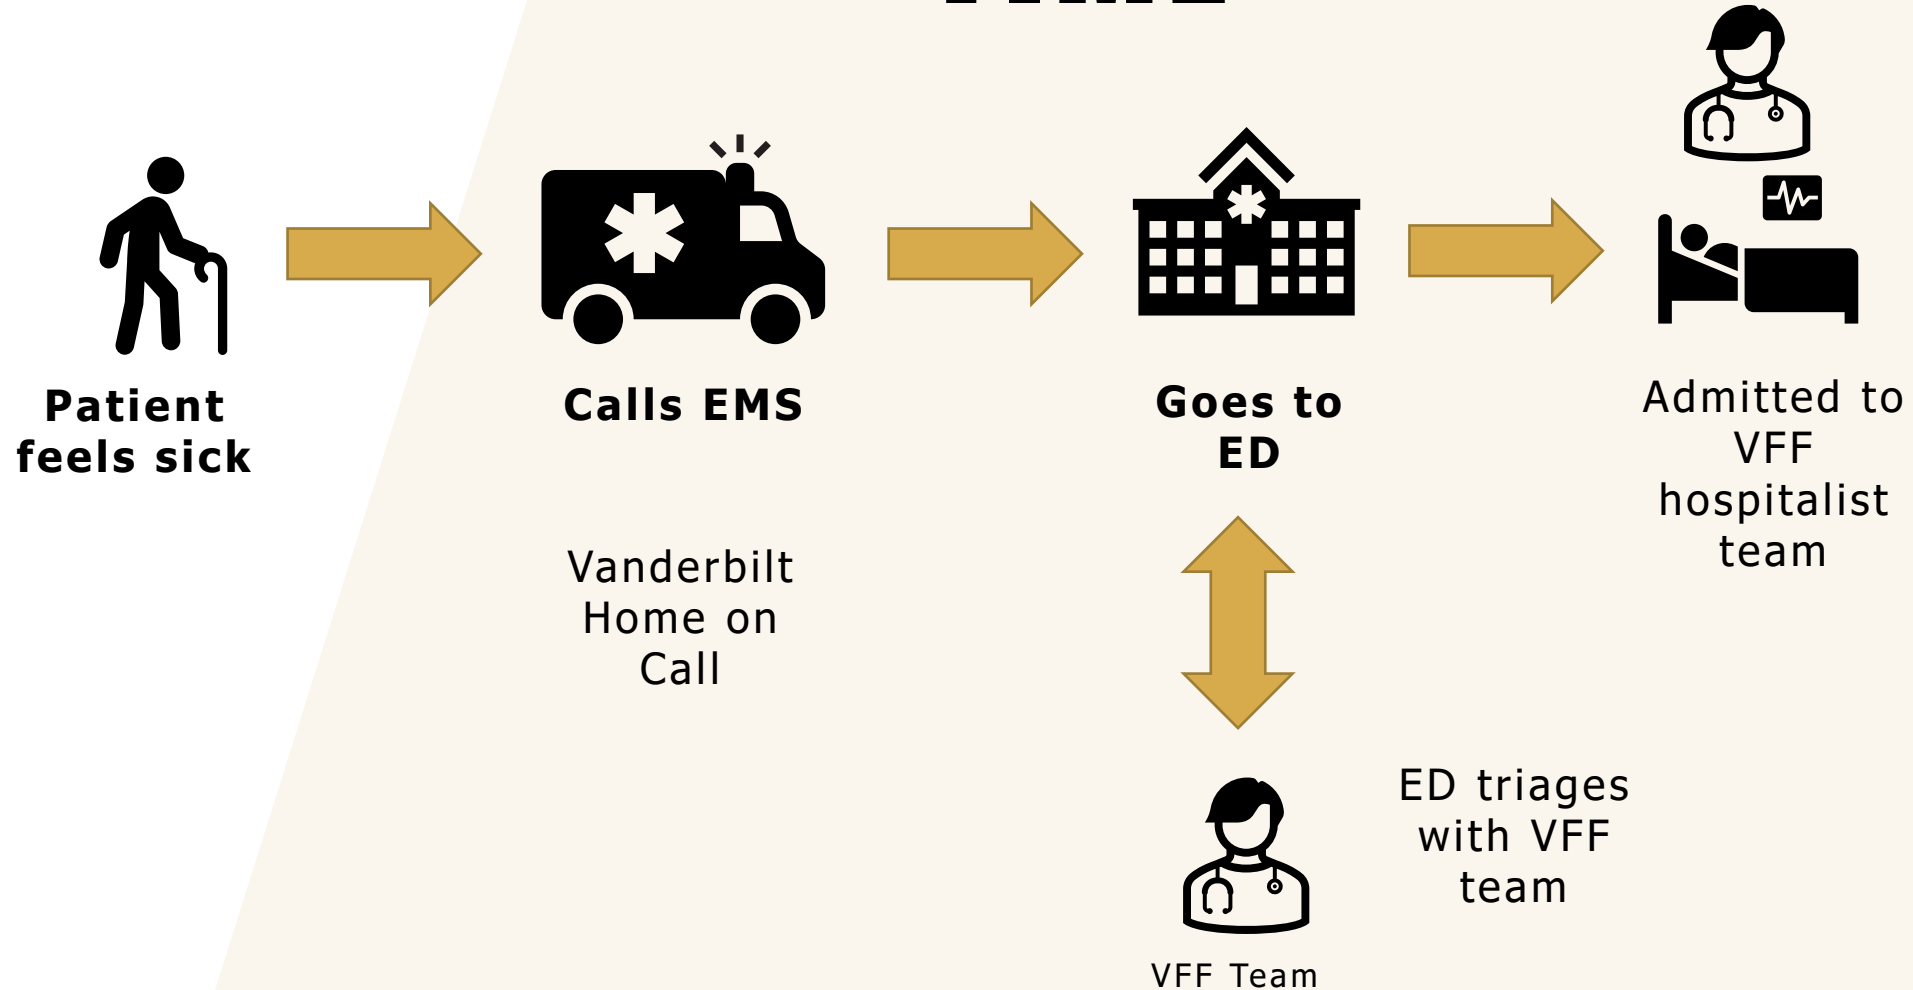 Patient
feels sick
Calls EMS
Vanderbilt
Home on
Call
Goes to
ED
Admitted to
VFF
hospitalist
team
ED triages
with VFF
team
VFF Team